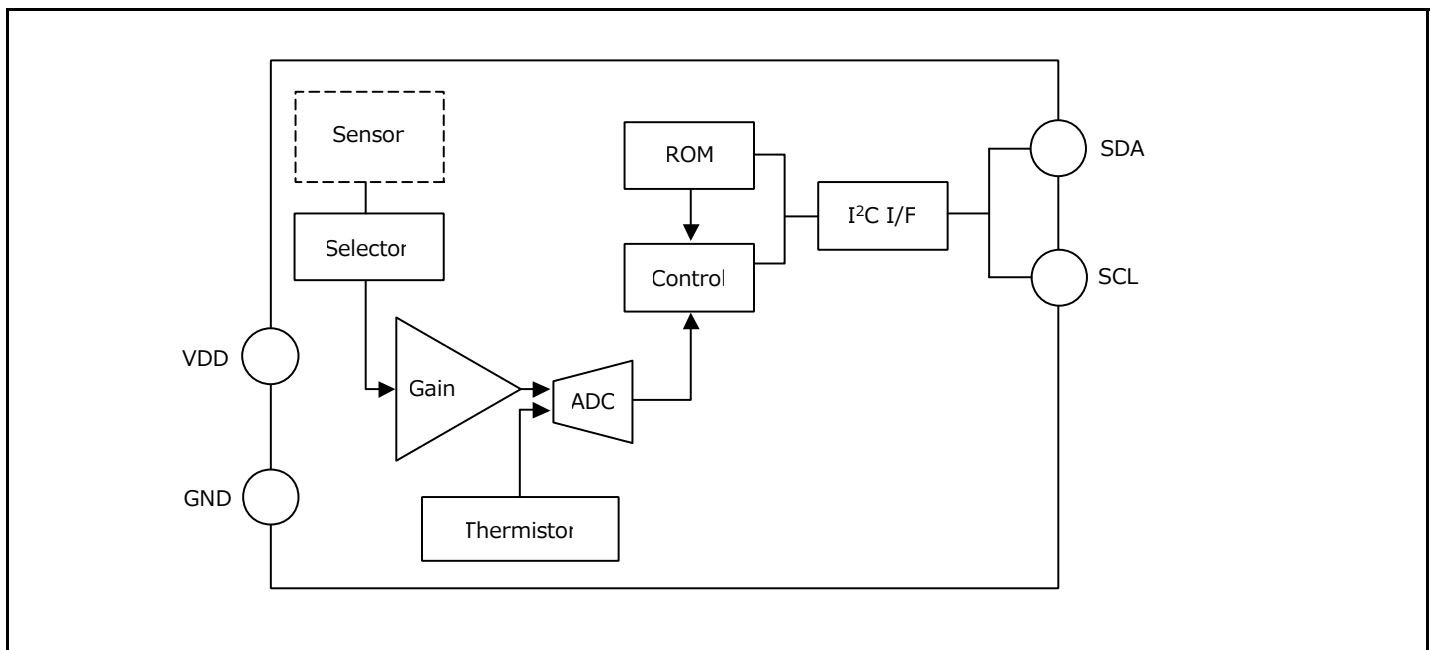 Sensor
ROM
SDA
I²C I/F
Selector
Control
SCL
VDD
Gain
ADC
GND
Thermistor